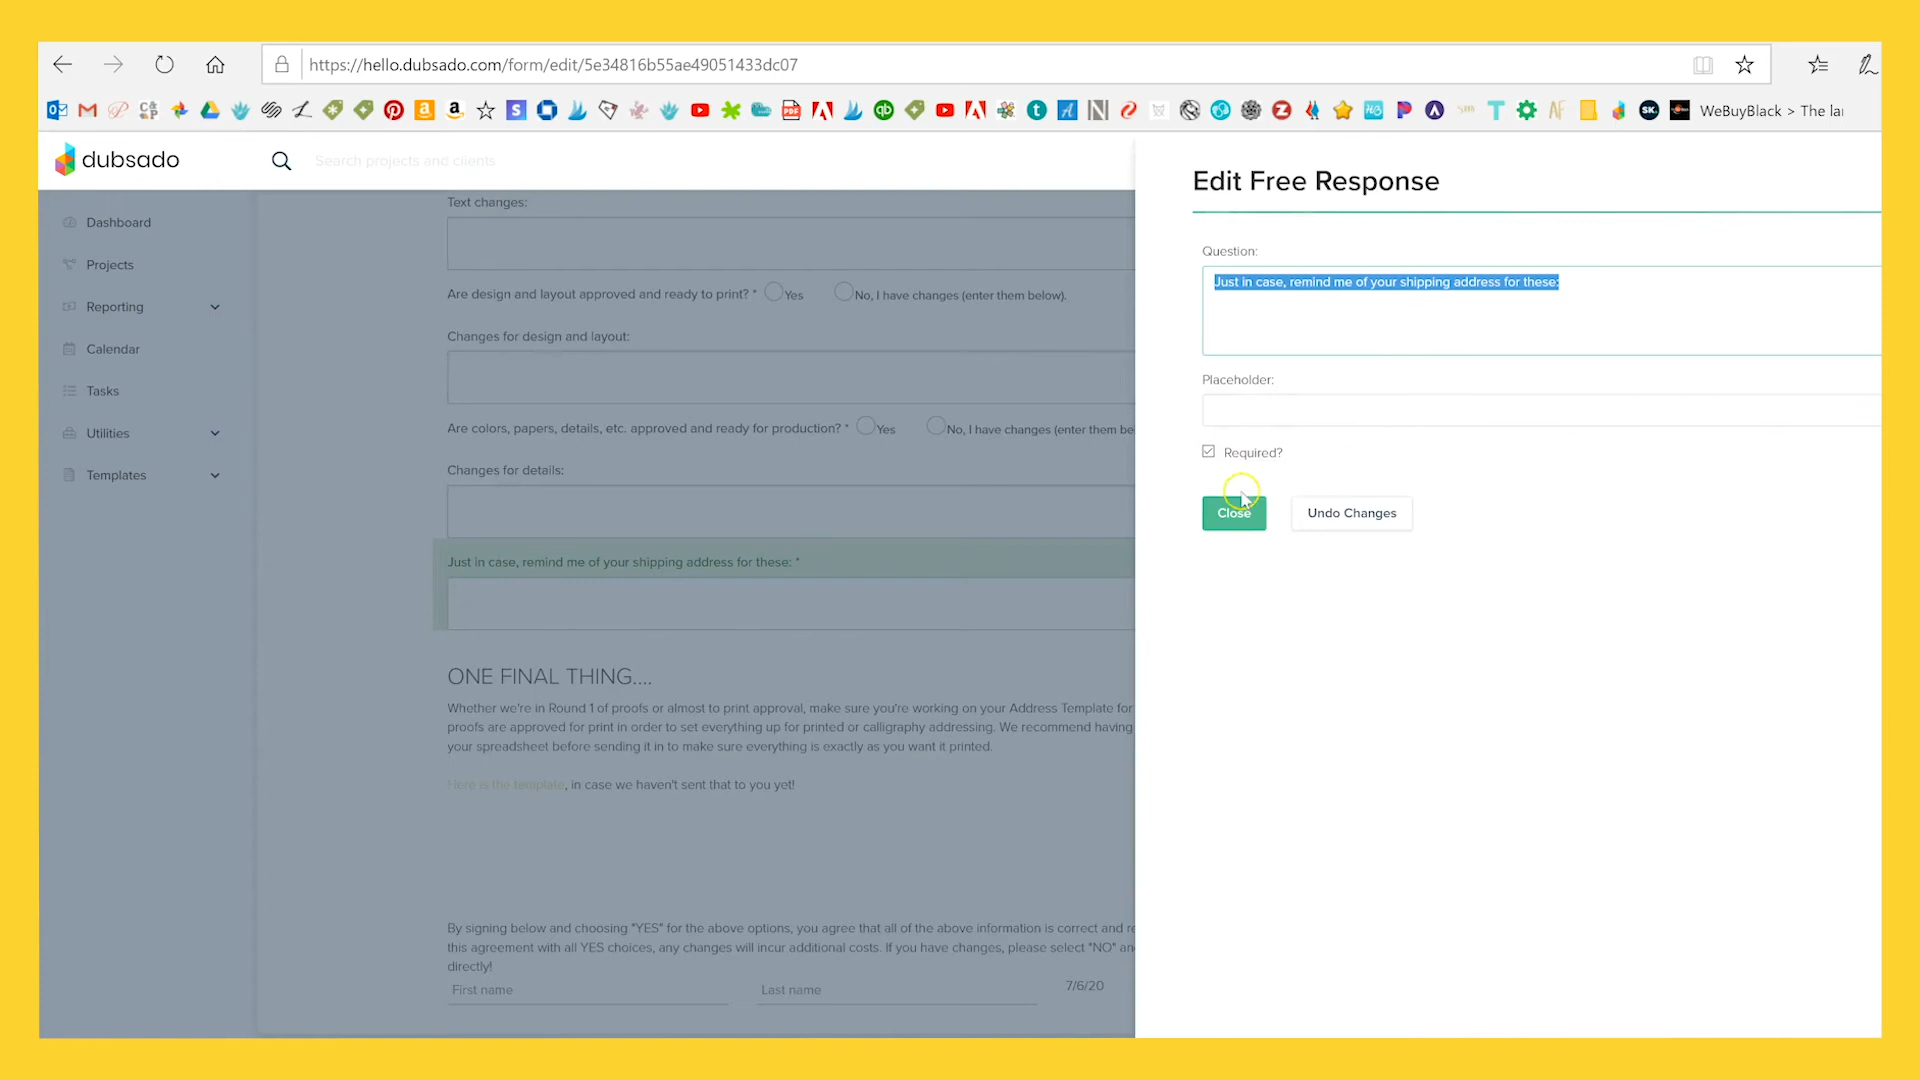 https://hello.dubsado.com/form/edit/5e34816b55ae49051433dc07
WeBuyBlack > The lar
dubsado
Search projects and clients
Dashboard
Projects
Reporting
Calendar
Tasks
Utilities
Templates
Text changes:
Are design and layout approved and ready to print? * Yes No, I have changes (enter them below).
Changes for design and layout:
Are colors, papers, details, etc. approved and ready for production? * Yes No, I have changes (enter them be
Changes for details:
Just in case, remind me of your shipping address for these: *
ONE FINAL THING....
Whether we're in Round 1 of proofs or almost to print approval, make sure you're working on your Address Template for
proofs are approved for print in order to set everything up for printed or calligraphy addressing. We recommend having
your spreadsheet before sending it in to make sure everything is exactly as you want it printed.
Here is the template, in case we haven't sent that to you yet!
By signing below and choosing "YES" for the above options, you agree that all of the above information is correct and re
this agreement with all YES choices, any changes will incur additional costs. If you have changes, please select "NO" an
directly!
First name Last name 7/6/20
Edit Free Response
Question:
Just in case, remind me of your shipping address for these:
Placeholder:
Required?
Close Undo Changes